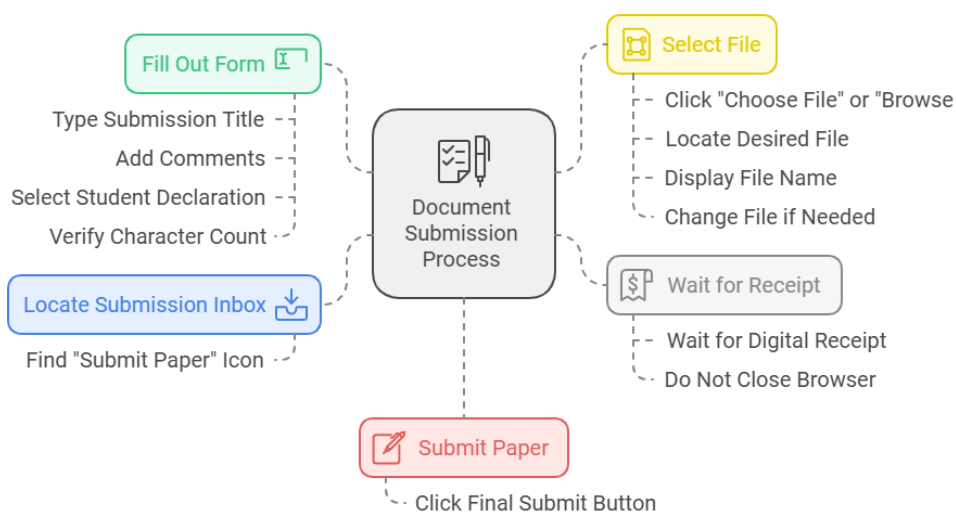 Fill Out Form
Type Submission Title
Add Comments
Select Student Declaration
Verify Character Count
Locate Submission Inbox
Find "Submit Paper" Icon
Document
Submission
Process
Select File
Click "Choose File" or "Browse
Locate Desired File
Display File Name
Change File if Needed
Wait for Receipt
Wait for Digital Receipt
Do Not Close Browser
Submit Paper
Click Final Submit Button